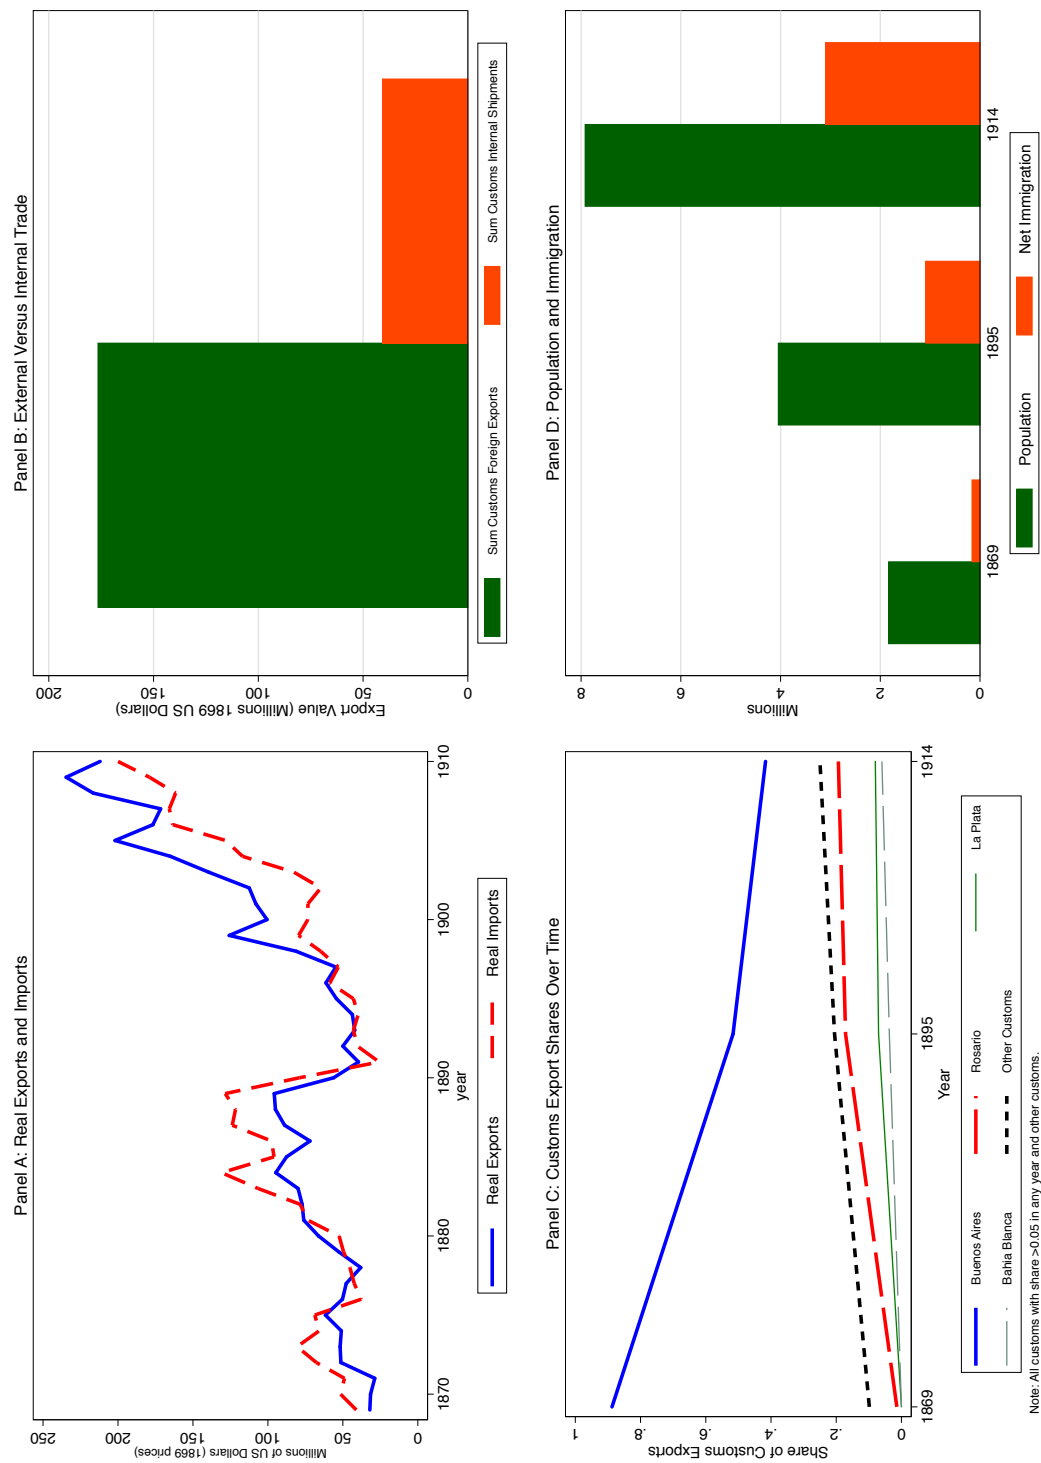 Panel A: Real Exports and Imports
Millions of US Dollars (1869 prices)
250
200
150
100
50
0
1870
1880
1890
1900
1910
year
Real Exports
Real Imports
Panel B: External Versus Internal Trade
Export Value (Millions 1869 US Dollars)
200
150
100
50
0
Sum Customs Foreign Exports
Sum Customs Internal Shipments
Panel C: Customs Export Shares Over Time
Share of Customs Exports
1
.8
.6
.4
.2
0
1869
1895
1914
Year
Buenos Aires
Rosario
La Plata
Bahia Blanca
Other Customs
Note: All customs with share >0.05 in any year and other customs.
Panel D: Population and Immigration
Millions
8
6
4
2
0
1869
1895
1914
Population
Net Immigration